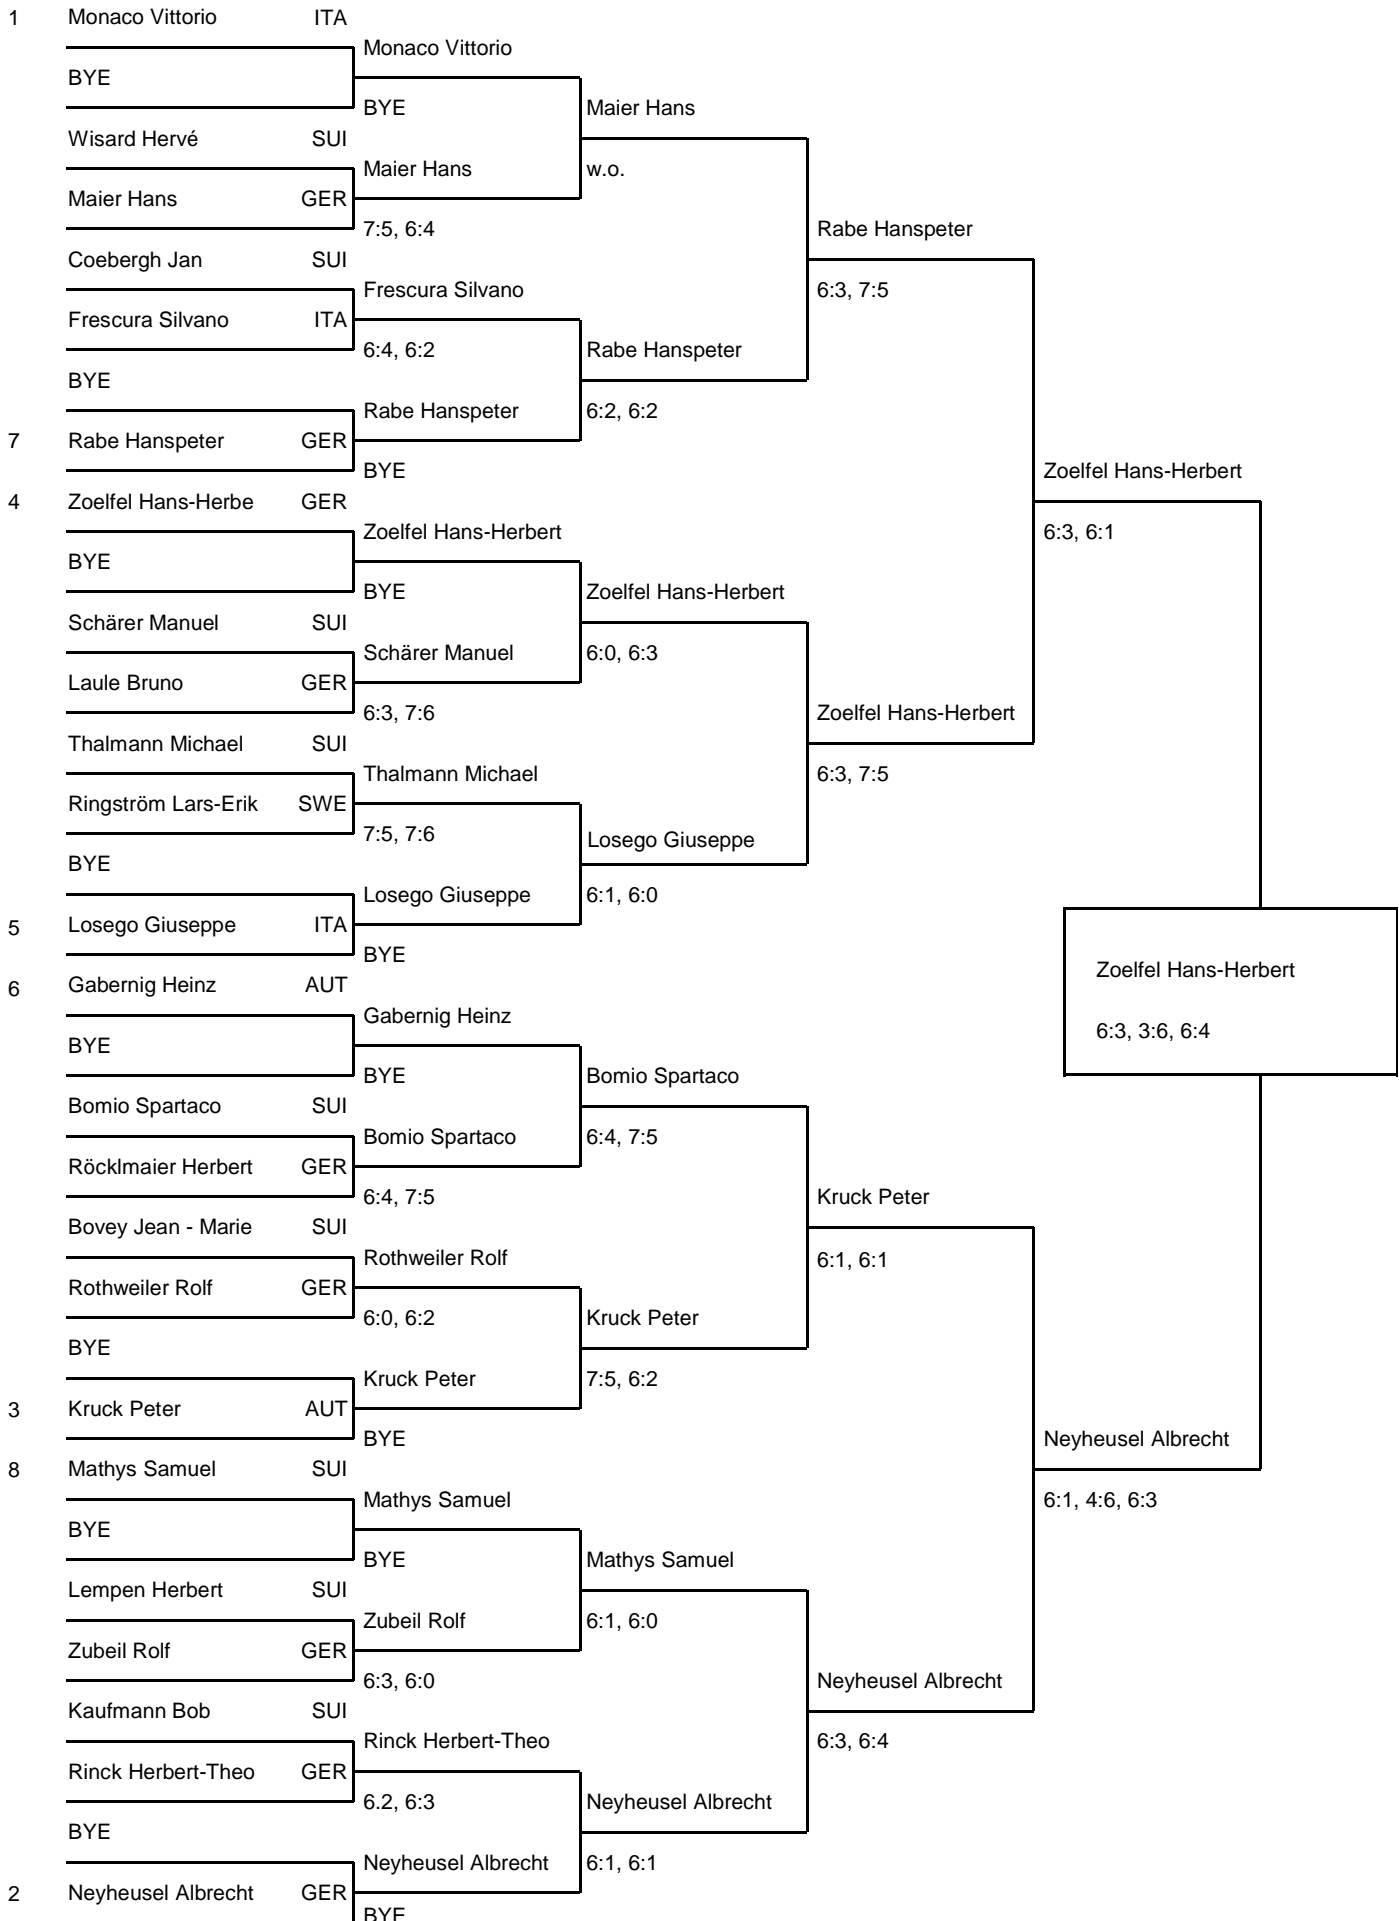 1 Monaco Vittorio ITA
Monaco Vittorio
BYE
BYE Maier Hans
Wisard Hervé SUI
Maier Hans w.o.
Maier Hans GER
7:5, 6:4 Rabe Hanspeter
Coebergh Jan SUI
Frescura Silvano 6:3, 7:5
Frescura Silvano ITA
6:4, 6:2 Rabe Hanspeter
BYE
Rabe Hanspeter 6:2, 6:2
7 Rabe Hanspeter GER
BYE Zoelfel Hans-Herbert
4 Zoelfel Hans-Herbe GER
Zoelfel Hans-Herbert 6:3, 6:1
BYE
BYE Zoelfel Hans-Herbert
Schärer Manuel SUI
Schärer Manuel 6:0, 6:3
Laule Bruno GER
6:3, 7:6 Zoelfel Hans-Herbert
Thalmann Michael SUI
Thalmann Michael 6:3, 7:5
Ringström Lars-Erik SWE
7:5, 7:6 Losego Giuseppe
BYE
Losego Giuseppe 6:1, 6:0
5 Losego Giuseppe ITA
BYE
Zoelfel Hans-Herbert
6 Gabernig Heinz AUT
Gabernig Heinz
6:3, 3:6, 6:4
BYE
BYE Bomio Spartaco
Bomio Spartaco SUI
Bomio Spartaco 6:4, 7:5
Röcklmaier Herbert GER
6:4, 7:5 Kruck Peter
Bovey Jean - Marie SUI
Rothweiler Rolf 6:1, 6:1
Rothweiler Rolf GER
6:0, 6:2 Kruck Peter
BYE
Kruck Peter 7:5, 6:2
3 Kruck Peter AUT
BYE Neyheusel Albrecht
8 Mathys Samuel SUI
Mathys Samuel 6:1, 4:6, 6:3
BYE
BYE Mathys Samuel
Lempen Herbert SUI
Zubeil Rolf 6:1, 6:0
Zubeil Rolf GER
6:3, 6:0 Neyheusel Albrecht
Kaufmann Bob SUI
Rinck Herbert-Theo 6:3, 6:4
Rinck Herbert-Theo GER
6.2, 6:3 Neyheusel Albrecht
BYE
Neyheusel Albrecht 6:1, 6:1
2 Neyheusel Albrecht GER
BYE